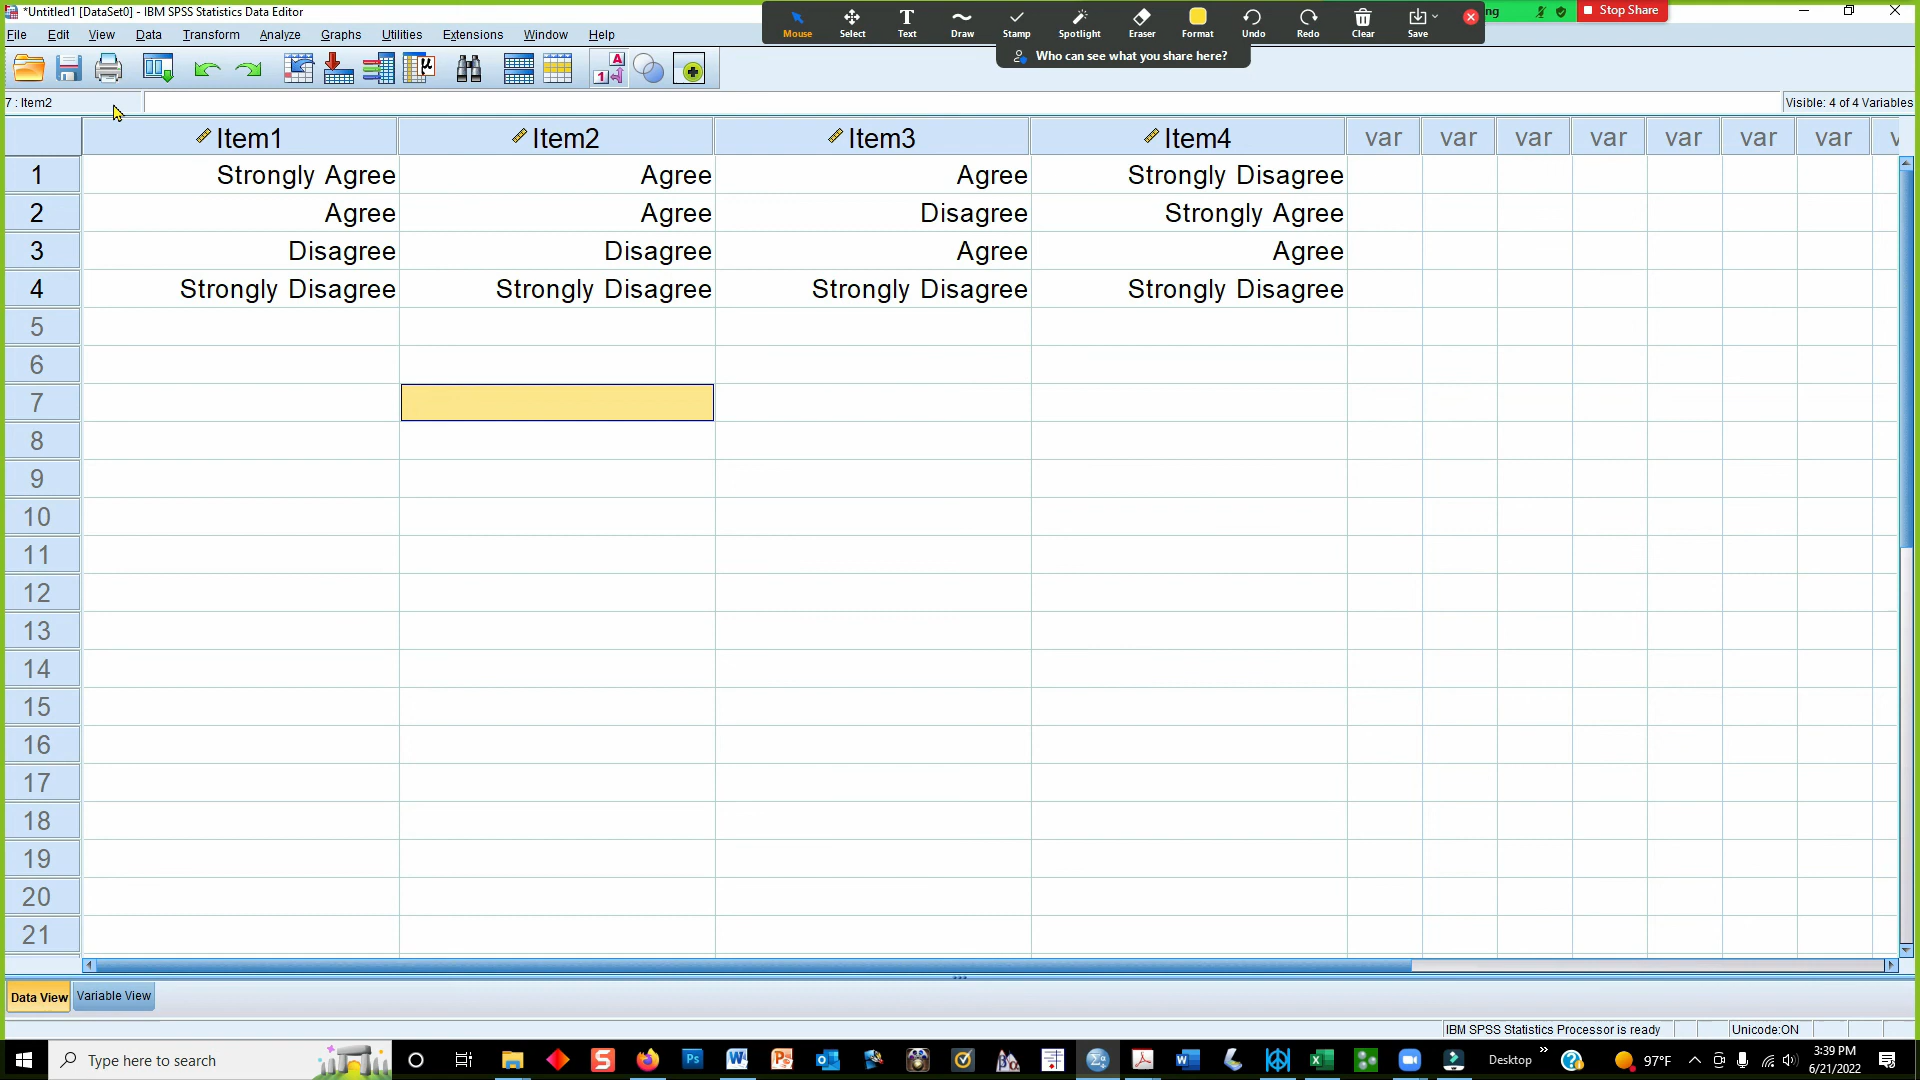 *Untitled1 [DataSet0] - IBM SPSS Statistics Data Editor
ng
Stop Share
File Edit View Data Transform Analyze Graphs Utilities Extensions Window Help
Mouse Select Text Draw Stamp Spotlight Eraser Format Undo Redo Clear Save
Who can see what you share here?
7 : Item2
Visible: 4 of 4 Variables
Item1 Item2 Item3 Item4 var var var var var var var
1 Strongly Agree Agree Agree Strongly Disagree
2 Agree Agree Disagree Strongly Agree
3 Disagree Disagree Agree Agree
4 Strongly Disagree Strongly Disagree Strongly Disagree Strongly Disagree
5
6
7
8
9
10
11
12
13
14
15
16
17
18
19
20
21
Data View Variable View
IBM SPSS Statistics Processor is ready Unicode:ON
Type here to search
Desktop
97°F
3:39 PM
6/21/2022